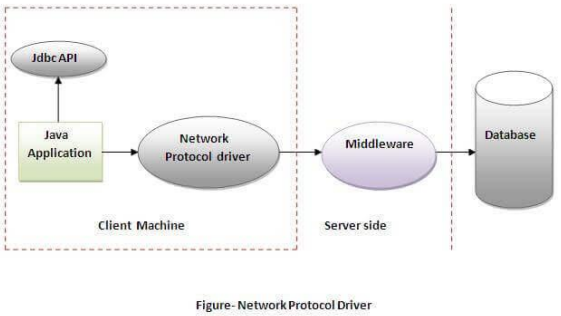 Jdbc API
Java
Application
Network
Protocol driver
Middleware
Database
Client Machine
Server side
Figure- Network Protocol Driver